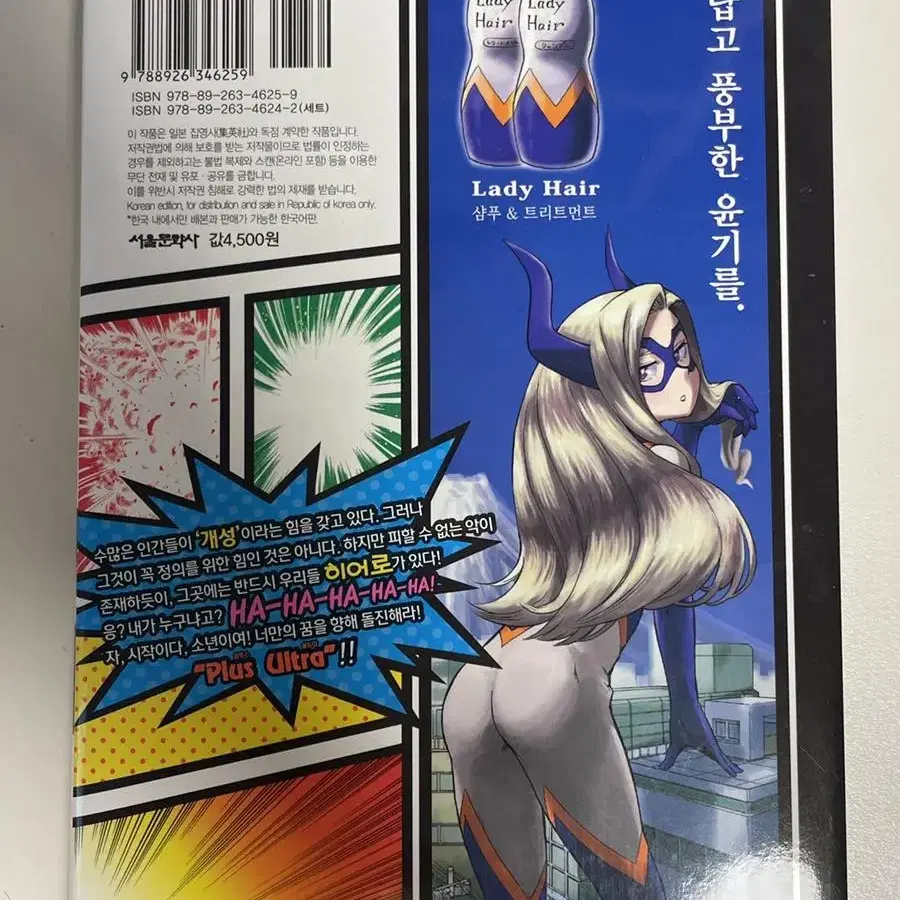 9 788926 346259
ISBN 978-89-263-4625-9
ISBN 978-89-263-4624-2(세트)
이 작품은 일본 집영사(集英社)와 독점 계약한 작품입니다.
저작권법에 의해 보호를 받는 저작물이므로 법률이 인정하는
경우를 제외하고는 불법 복제와 스캔(온라인 포함) 등을 이용한
무단 전재 및 유포·공유를 금합니다.
이를 위반시 저작권 침해로 강력한 법의 제재를 받습니다.
Korean edition, for distribution and sale in Republic of korea only.
*한국 내에서만 배본과 판매가 가능한 한국어판.
서울문화사 값4,500원
Lady
Hair
Lady
Hair
Lady Hair
샴푸 & 트리트먼트
럽고 풍부한 윤기를.
수많은 인간들이 '개성'이라는 힘을 갖고 있다. 그러나
그것이 꼭 정의를 위한 힘인 것은 아니다. 하지만 피할 수 없는 악이
존재하듯이, 그곳에는 반드시 우리들 히어로가 있다!
응? 내가 누구냐고? HA-HA-HA-HA-HA!
자, 시작이다, 소년이여! 너만의 꿈을 향해 돌진해라!
"Plus Ultra"!!